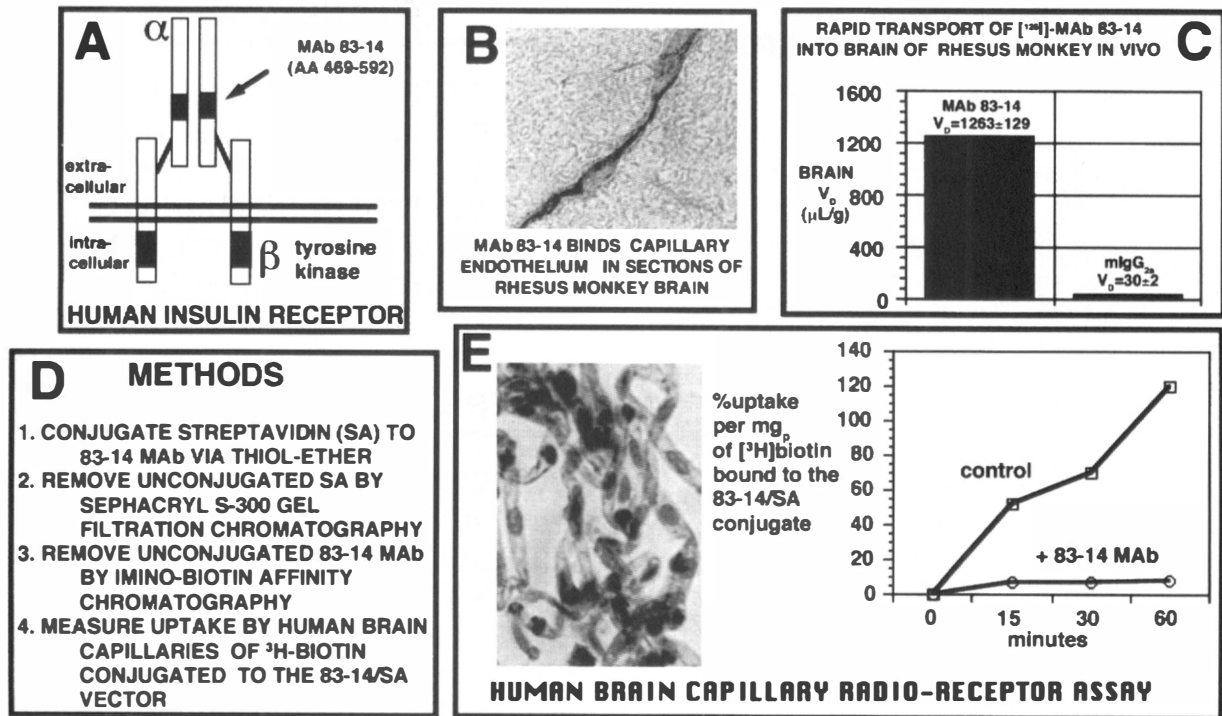 A
α
MAb 83-14
(AA 469-592)
extra-
cellular
intra-
cellular
β
tyrosine
kinase
HUMAN INSULIN RECEPTOR
B
MAb 83-14 BINDS CAPILLARY
ENDOTHELIUM IN SECTIONS OF
RHESUS MONKEY BRAIN
RAPID TRANSPORT OF [¹²⁵I]-MAb 83-14
INTO BRAIN OF RHESUS MONKEY IN VIVO
C
1600
1200
800
400
0
BRAIN
V_D
(μL/g)
MAb 83-14
V_D=1263±129
mIgG₂ₐ
V_D=30±2
D
METHODS
1. CONJUGATE STREPTAVIDIN (SA) TO
83-14 MAb VIA THIOL-ETHER
2. REMOVE UNCONJUGATED SA BY
SEPHACRYL S-300 GEL
FILTRATION CHROMATOGRAPHY
3. REMOVE UNCONJUGATED 83-14 MAb
BY IMINO-BIOTIN AFFINITY
CHROMATOGRAPHY
4. MEASURE UPTAKE BY HUMAN BRAIN
CAPILLARIES OF ³H-BIOTIN
CONJUGATED TO THE 83-14/SA
VECTOR
E
%uptake
per mg_p
of [³H]biotin
bound to the
83-14/SA
conjugate
140
120
100
80
60
40
20
0
control
+ 83-14 MAb
0 15 30 60
minutes
HUMAN BRAIN CAPILLARY RADIO-RECEPTOR ASSAY